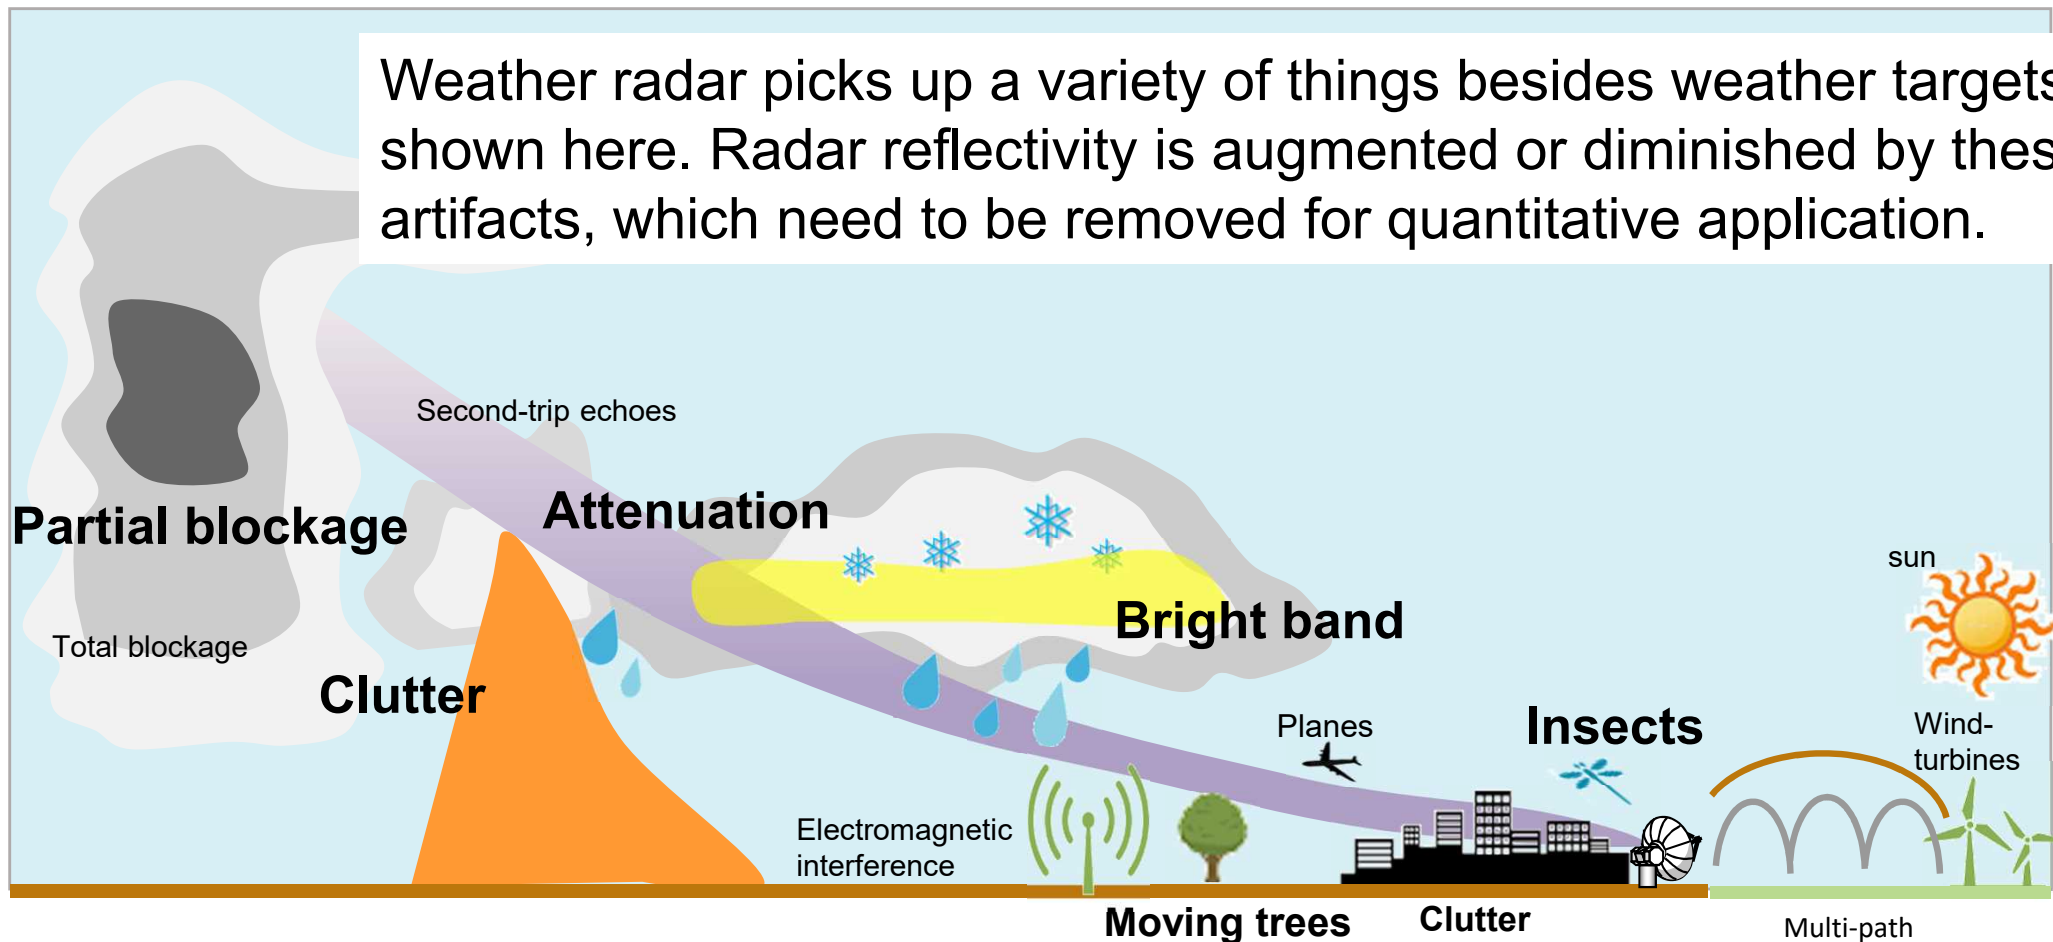 Weather radar picks up a variety of things besides weather targets
shown here. Radar reflectivity is augmented or diminished by thes
artifacts, which need to be removed for quantitative application.
Second-trip echoes
Attenuation
Partial blockage
sun
Bright band
Total blockage
Clutter
Planes
Insects
Wind-
turbines
Electromagnetic
interference
Moving trees
Clutter
Multi-path